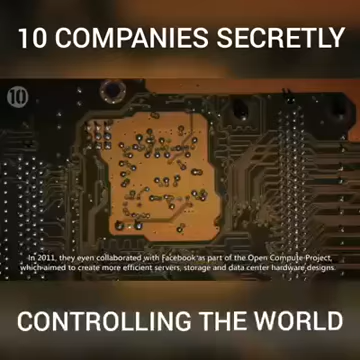 10 COMPANIES SECRETLY
10
In 2011, they even collaborated with Facebook as part of the Open Compute Project,
which aimed to create more efficient servers, storage and data center hardware designs.
CONTROLLING THE WORLD